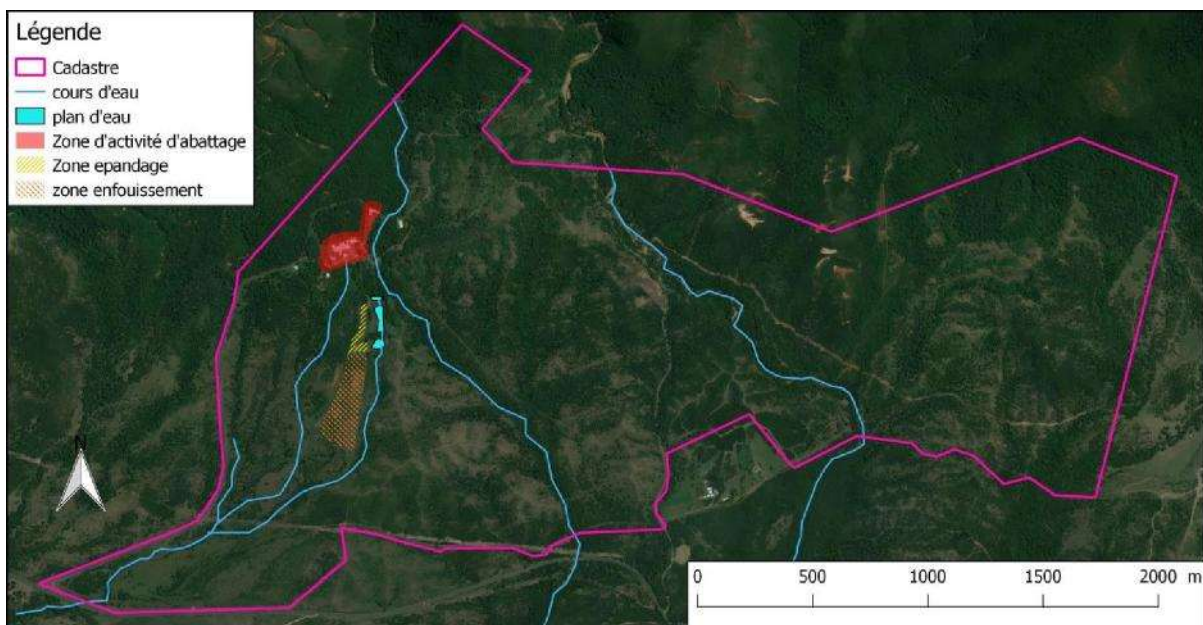 Légende
Cadastre
cours d'eau
plan d'eau
Zone d'activité d'abattage
Zone epandage
zone enfouissement
N
0 500 1000 1500 2000 m